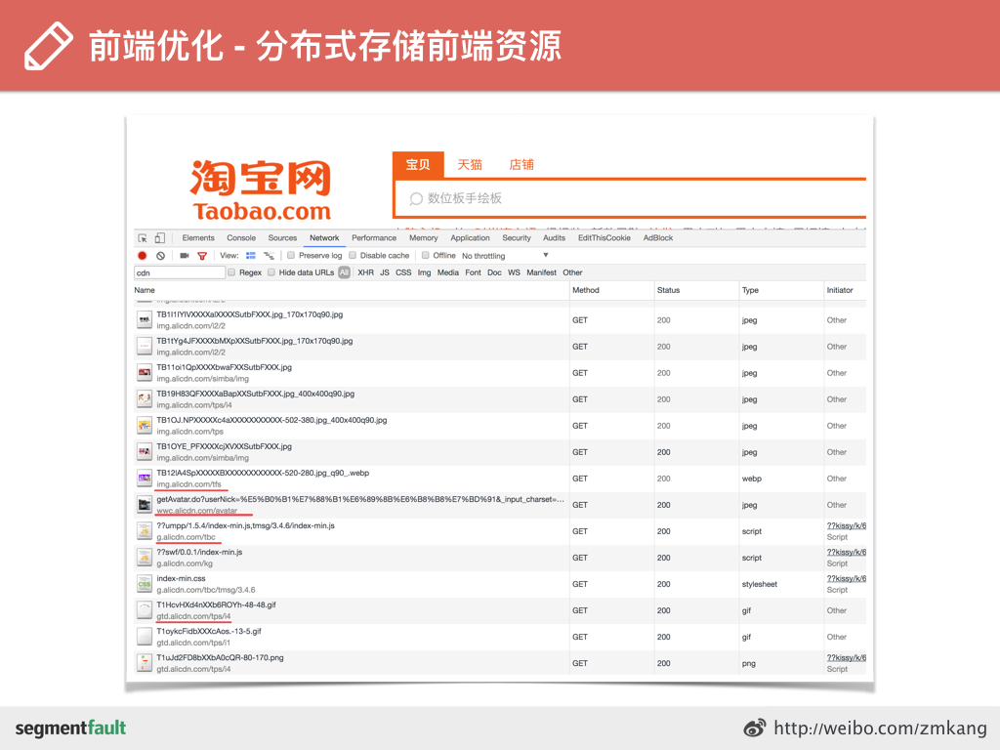 前端优化 - 分布式存储前端资源
淘宝网
Taobao.com
宝贝 天猫 店铺
数位板手绘板
Elements Console Sources Network Performance Memory Application Security Audits EditThisCookie AdBlock
View: Preserve log Disable cache Offline No throttling
cdn Regex Hide data URLs All XHR JS CSS Img Media Font Doc WS Manifest Other
Name Method Status Type Initiator
TB1I1IYIVXXXXalXXXXSutbFXXX.jpg_170x170q90.jpg
img.alicdn.com/i2/2
GET 200 jpeg Other
TB1tYg4JFXXXXbMXpXXSutbFXXX.jpg_170x170q90.jpg
img.alicdn.com/i2/2
GET 200 jpeg Other
TB11oi1QpXXXXbwaFXXSutbFXXX.jpg
img.alicdn.com/simba/img
GET 200 jpeg Other
TB19H83QFXXXXaBapXXSutbFXXX.jpg_400x400q90.jpg
img.alicdn.com/tps/i4
GET 200 jpeg Other
TB1OJ.NPXXXXXc4aXXXXXXXXXXX-502-380.jpg_400x400q90.jpg
img.alicdn.com/tps
GET 200 jpeg Other
TB1OYE_PFXXXXcjXVXXSutbFXXX.jpg
img.alicdn.com/simba/img
GET 200 jpeg Other
TB12IA4SpXXXXXBXXXXXXXXXXXX-520-280.jpg_q90_.webp
img.alicdn.com/tfs
GET 200 webp Other
getAvatar.do?userNick=%E5%B0%B1%E7%88%B1%E6%89%8B%E6%B8%B8%E7%BD%91&_input_charset=...
wwc.alicdn.com/avatar
GET 200 jpeg Other
??umpp/1.5.4/index-min.js,tmsg/3.4.6/index-min.js
g.alicdn.com/tbc
GET 200 script ??kissy/k/6
Script
??swf/0.0.1/index-min.js
g.alicdn.com/kg
GET 200 script ??kissy/k/6
Script
index-min.css
g.alicdn.com/tbc/tmsg/3.4.6
GET 200 stylesheet ??kissy/k/6
Script
T1HcvHXd4nXXb6ROYh-48-48.gif
gtd.alicdn.com/tps/i4
GET 200 gif Other
T1oykcFidbXXXcAos.-13-5.gif
gtd.alicdn.com/tps/i1
GET 200 gif Other
T1uJd2FD8bXXbA0cQR-80-170.png
gtd.alicdn.com/tps/i4
GET 200 png ??kissy/k/6
Script
segmentfault
http://weibo.com/zmkang